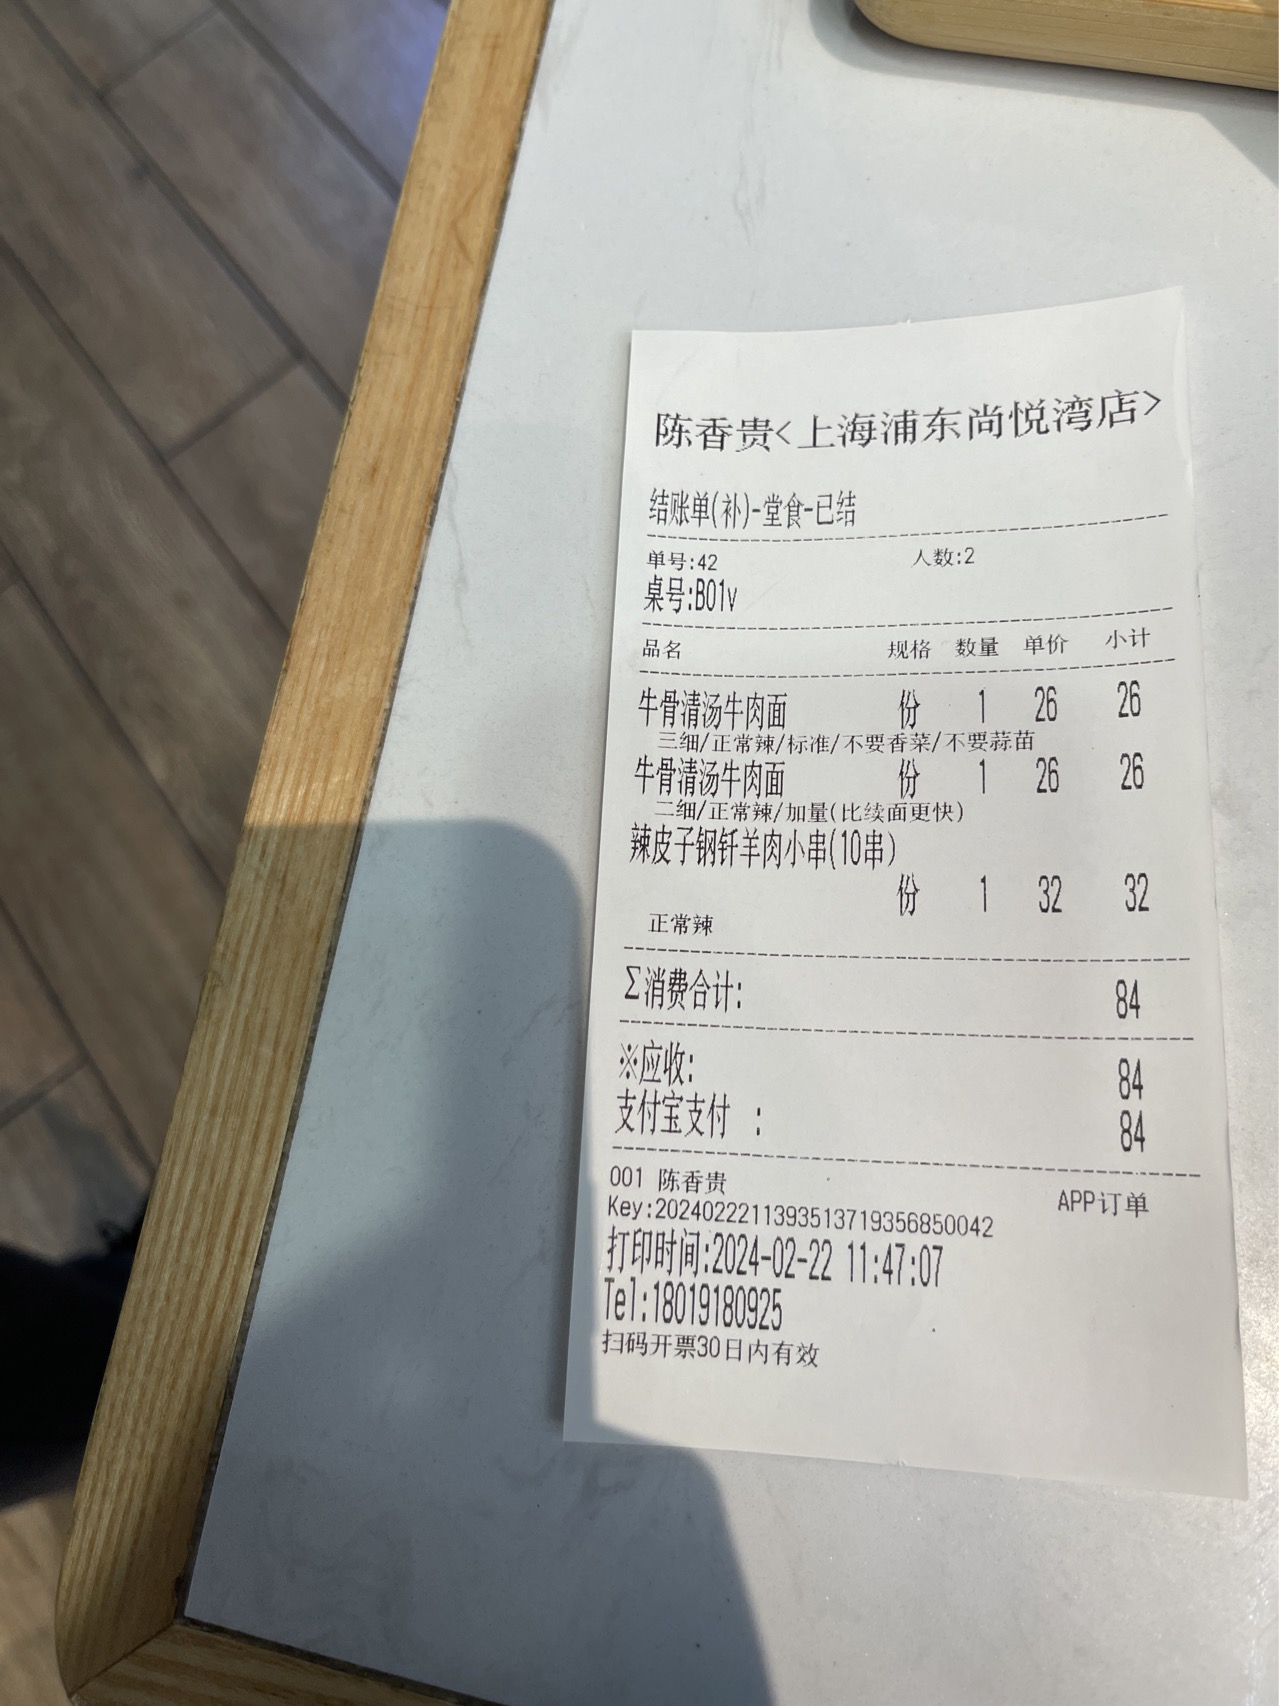 陈香贵<上海浦东尚悦湾店>
结账单(补)-堂食-已结
单号:42 人数:2
桌号:B01v
品名 规格 数量 单价 小计
牛骨清汤牛肉面 份 1 26 26
三细/正常辣/标准/不要香菜/不要蒜苗
牛骨清汤牛肉面 份 1 26 26
二细/正常辣/加量(比续面更快)
辣皮子钢钎羊肉小串(10串)
份 1 32 32
正常辣
∑消费合计: 84
※应收: 84
支付宝支付 : 84
001 陈香贵 APP订单
Key:2024022211393513719356850042
打印时间:2024-02-22 11:47:07
Tel:18019180925
扫码开票30日内有效